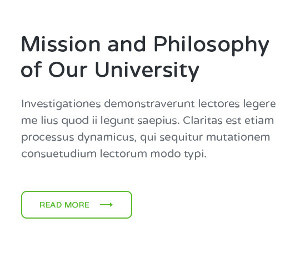 Mission and Philosophy
of Our University
Investigationes demonstraverunt lectores legere
me lius quod ii legunt saepius. Claritas est etiam
processus dynamicus, qui sequitur mutationem
consuetudium lectorum modo typi.
READ MORE